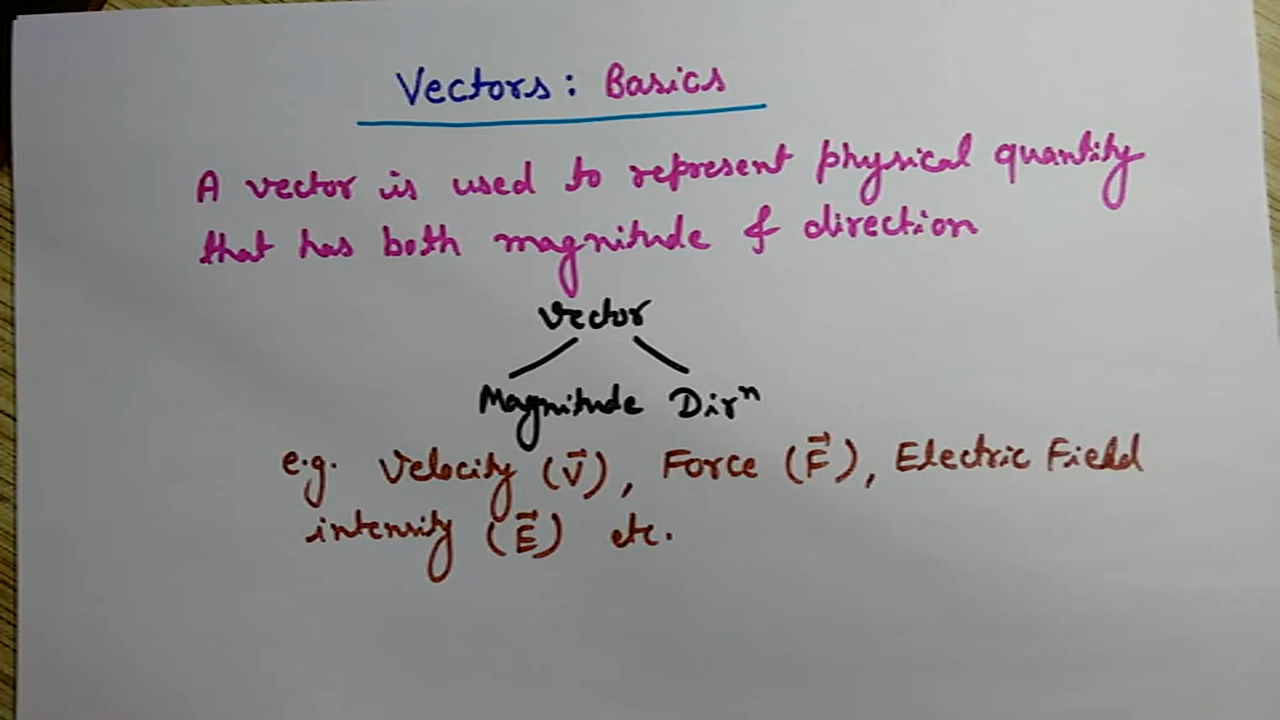 Vectors: Basics
A vector is used to represent physical quantity
that has both magnitude & direction
Vector
Magnitude Dirⁿ
e.g. Velocity (v⃗), Force (F⃗), Electric Field
intensity (E⃗) etc.